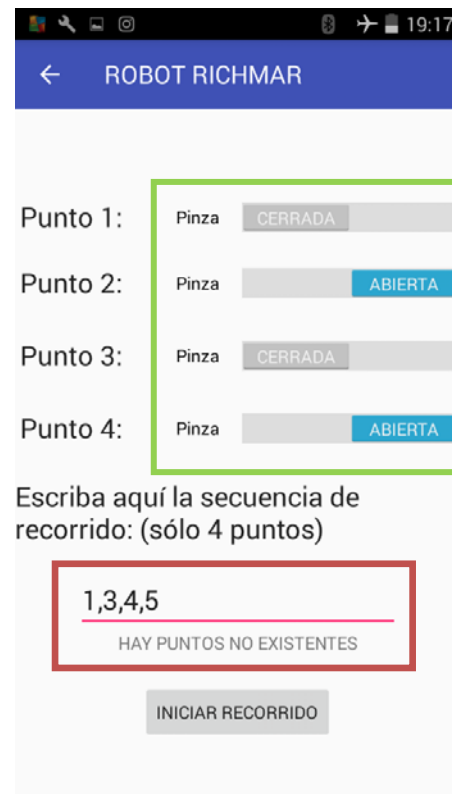 19:17
ROBOT RICHMAR
Punto 1: Pinza CERRADA
Punto 2: Pinza ABIERTA
Punto 3: Pinza CERRADA
Punto 4: Pinza ABIERTA
Escriba aquí la secuencia de
recorrido: (sólo 4 puntos)
1,3,4,5
HAY PUNTOS NO EXISTENTES
INICIAR RECORRIDO